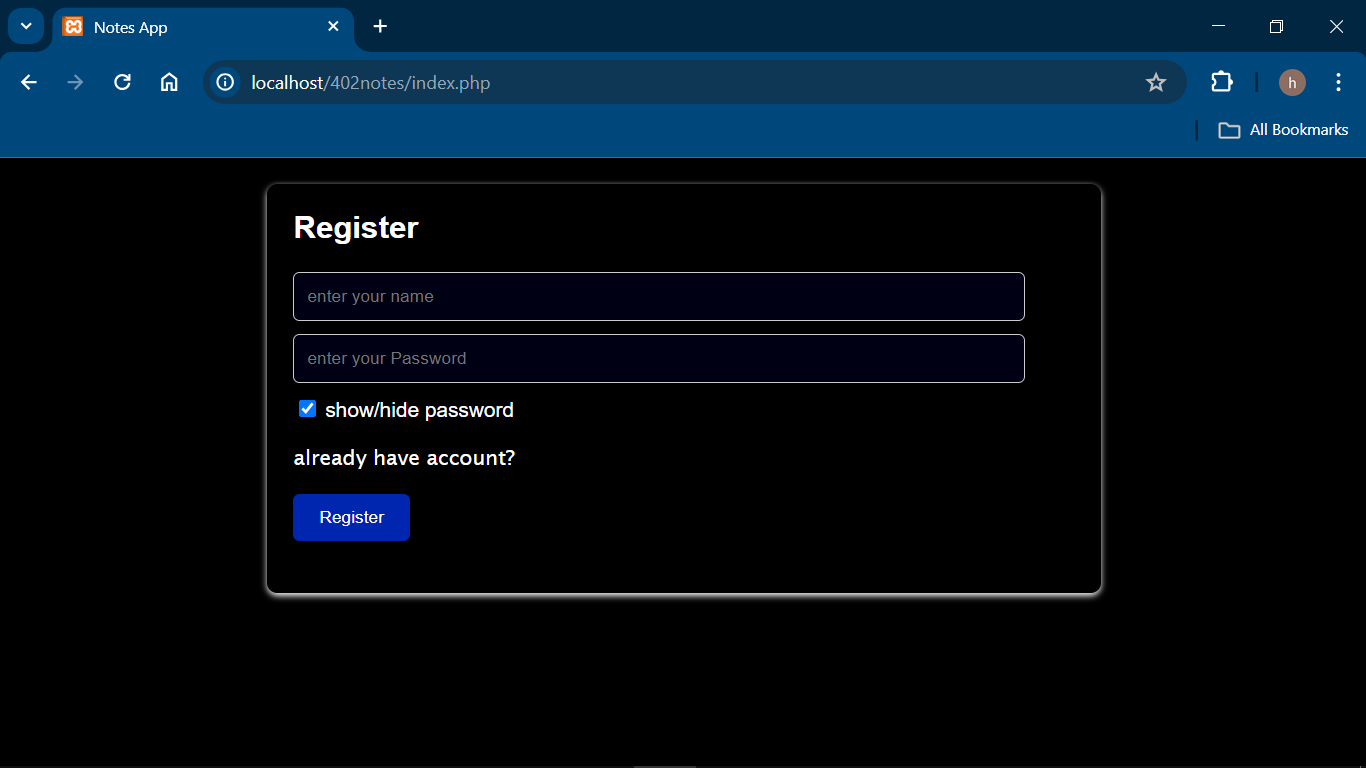 Notes App
localhost/402notes/index.php
h
All Bookmarks
Register
enter your name
enter your Password
show/hide password
already have account?
Register